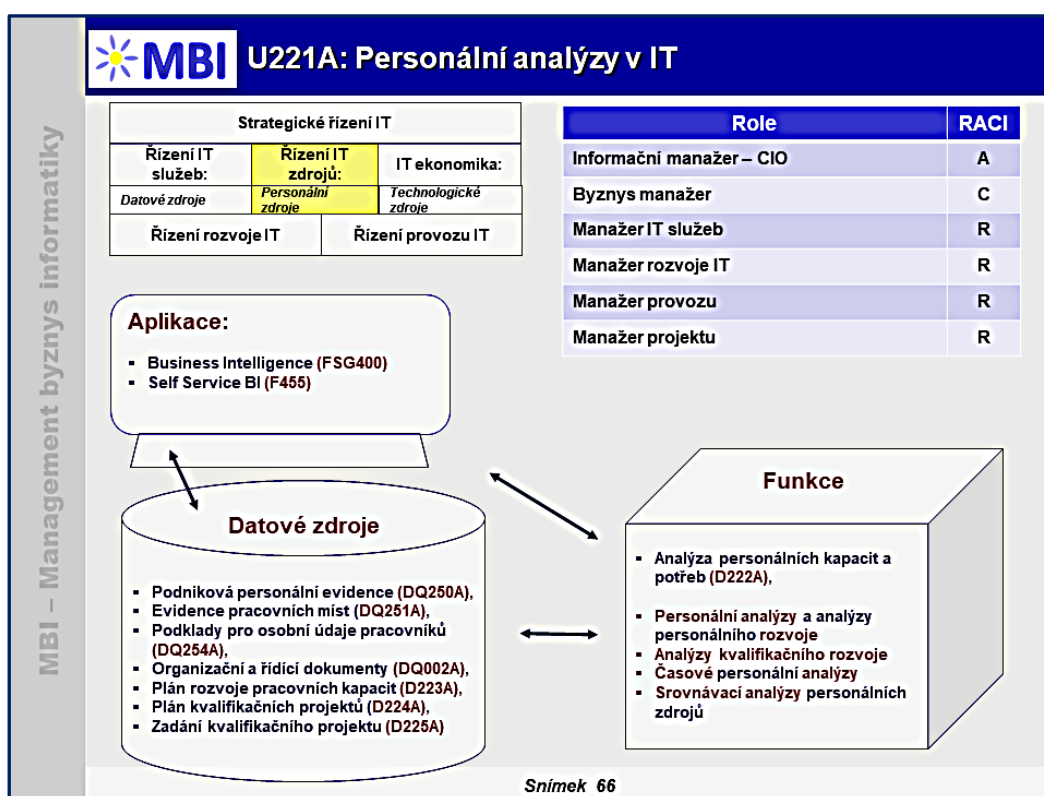 MBI – Management byznys informatiky
MBI
U221A: Personální analýzy v IT
Strategické řízení IT
Řízení IT
služeb:
Řízení IT
zdrojů:
IT ekonomika:
Datové zdroje
Personální
zdroje
Technologické
zdroje
Řízení rozvoje IT
Řízení provozu IT
Role RACI
Informační manažer – CIO A
Byznys manažer C
Manažer IT služeb R
Manažer rozvoje IT R
Manažer provozu R
Manažer projektu R
Aplikace:
▪ Business Intelligence (FSG400)
▪ Self Service BI (F455)
Datové zdroje
▪ Podniková personální evidence (DQ250A),
▪ Evidence pracovních míst (DQ251A),
▪ Podklady pro osobní údaje pracovníků
(DQ254A),
▪ Organizační a řídící dokumenty (DQ002A),
▪ Plán rozvoje pracovních kapacit (D223A),
▪ Plán kvalifikačních projektů (D224A),
▪ Zadání kvalifikačního projektu (D225A)
Funkce
▪ Analýza personálních kapacit a
potřeb (D222A),
▪ Personální analýzy a analýzy
personálního rozvoje
▪ Analýzy kvalifikačního rozvoje
▪ Časové personální analýzy
▪ Srovnávací analýzy personálních
zdrojů
Snímek 66